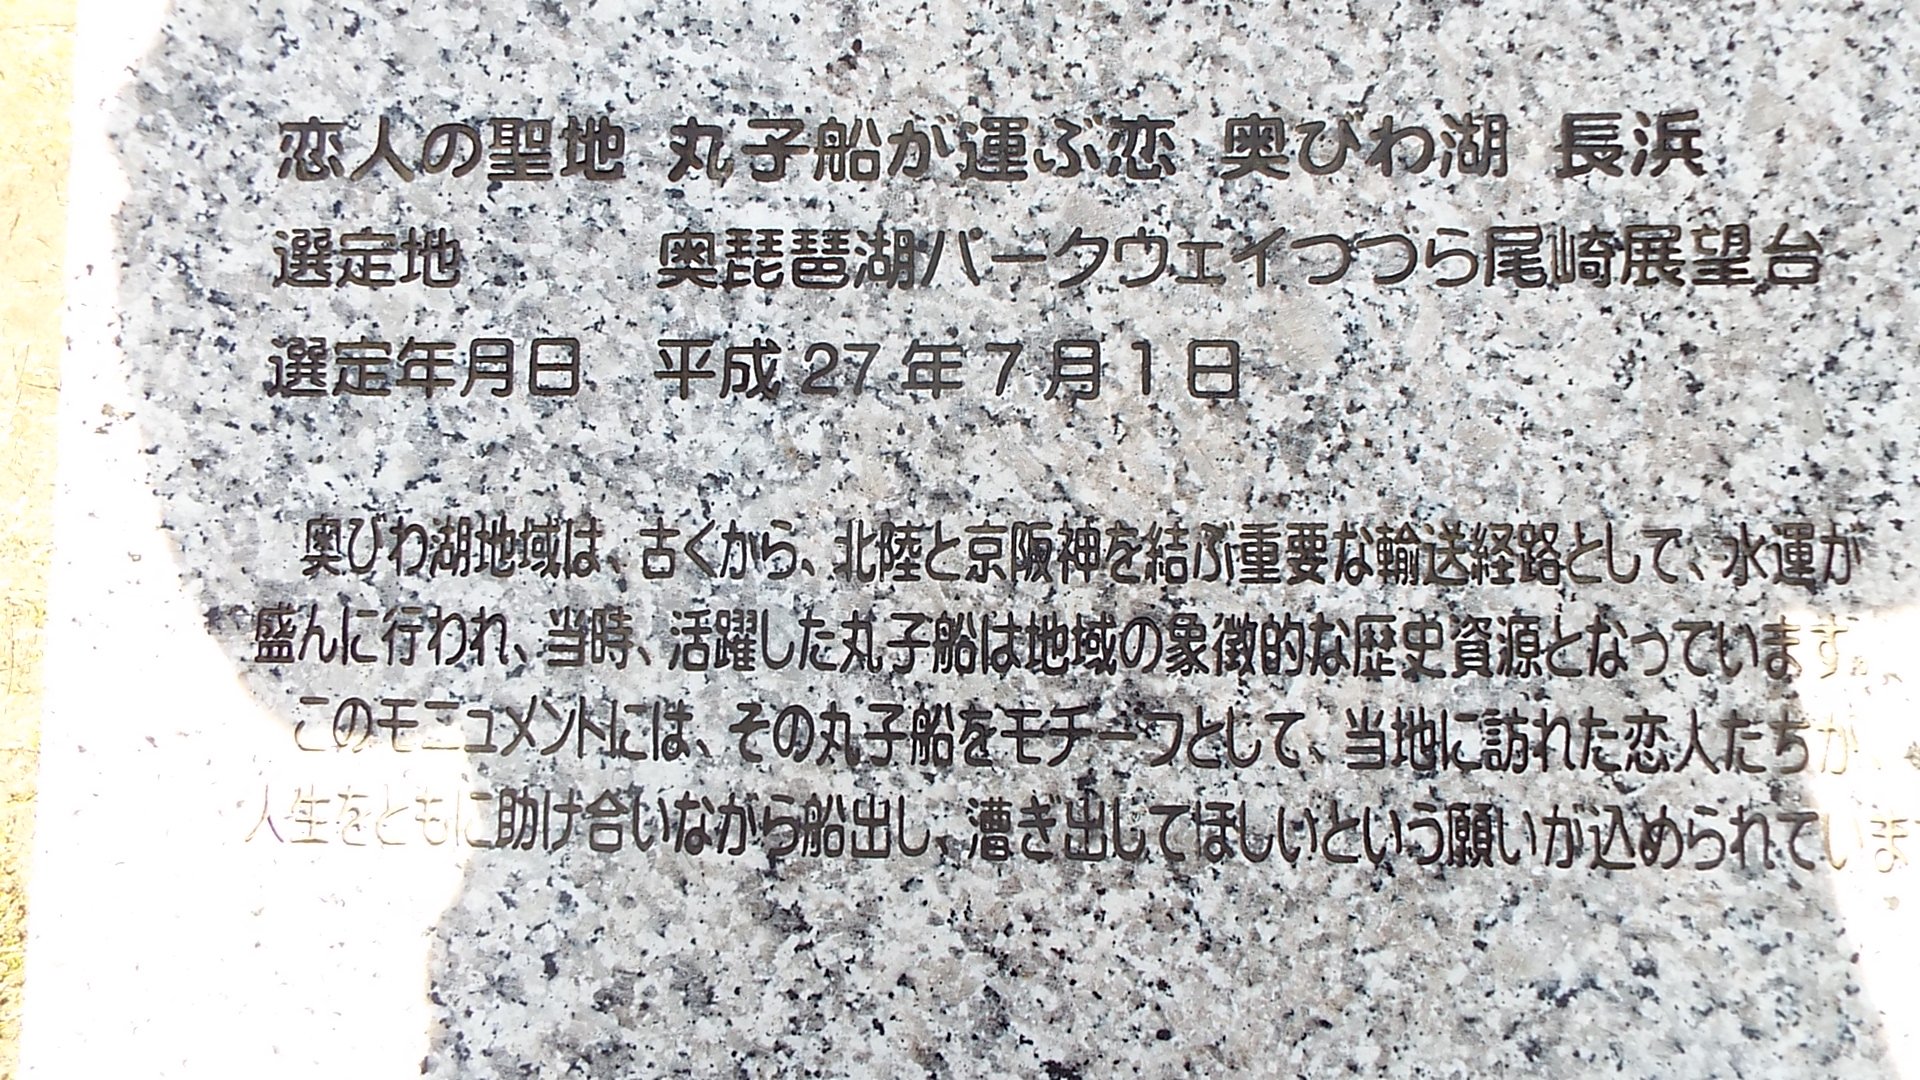 恋人の聖地 丸子船が運ぶ恋 奥びわ湖 長浜
選定地 奥琵琶湖パークウェイつづら尾崎展望台
選定年月日 平成27年7月1日
奥びわ湖地域は、古くから、北陸と京阪神を結ぶ重要な輸送経路として、水運が
盛んに行われ、当時、活躍した丸子船は地域の象徴的な歴史資源となっています。
このモニュメントには、その丸子船をモチーフとして、当地に訪れた恋人たちが、
人生をともに助け合いながら船出し、漕ぎ出してほしいという願いが込められていま